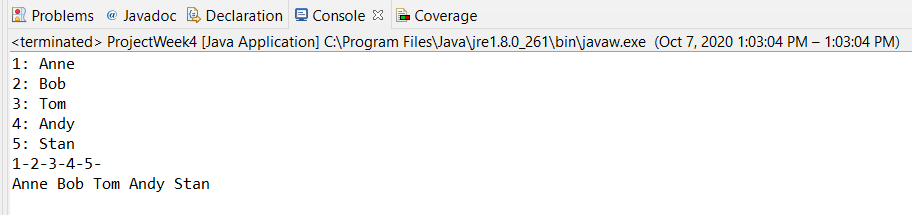 Problems @ Javadoc Declaration Console Coverage
<terminated> ProjectWeek4 [Java Application] C:\Program Files\Java\jre1.8.0_261\bin\javaw.exe (Oct 7, 2020 1:03:04 PM – 1:03:04 PM)
1: Anne
2: Bob
3: Tom
4: Andy
5: Stan
1-2-3-4-5-
Anne Bob Tom Andy Stan